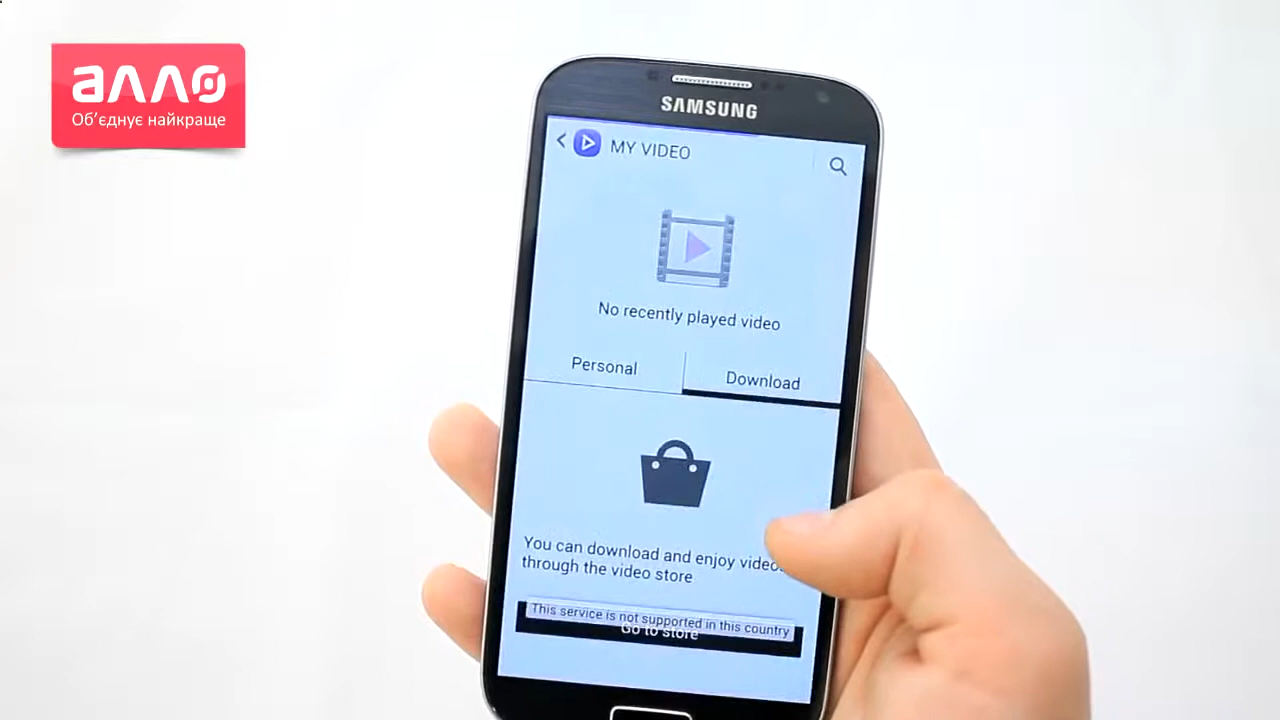 алло
Об'єднує найкраще
SAMSUNG
MY VIDEO
No recently played video
Personal
Download
You can download and enjoy video
through the video store
This service is not supported in this country
Go to store